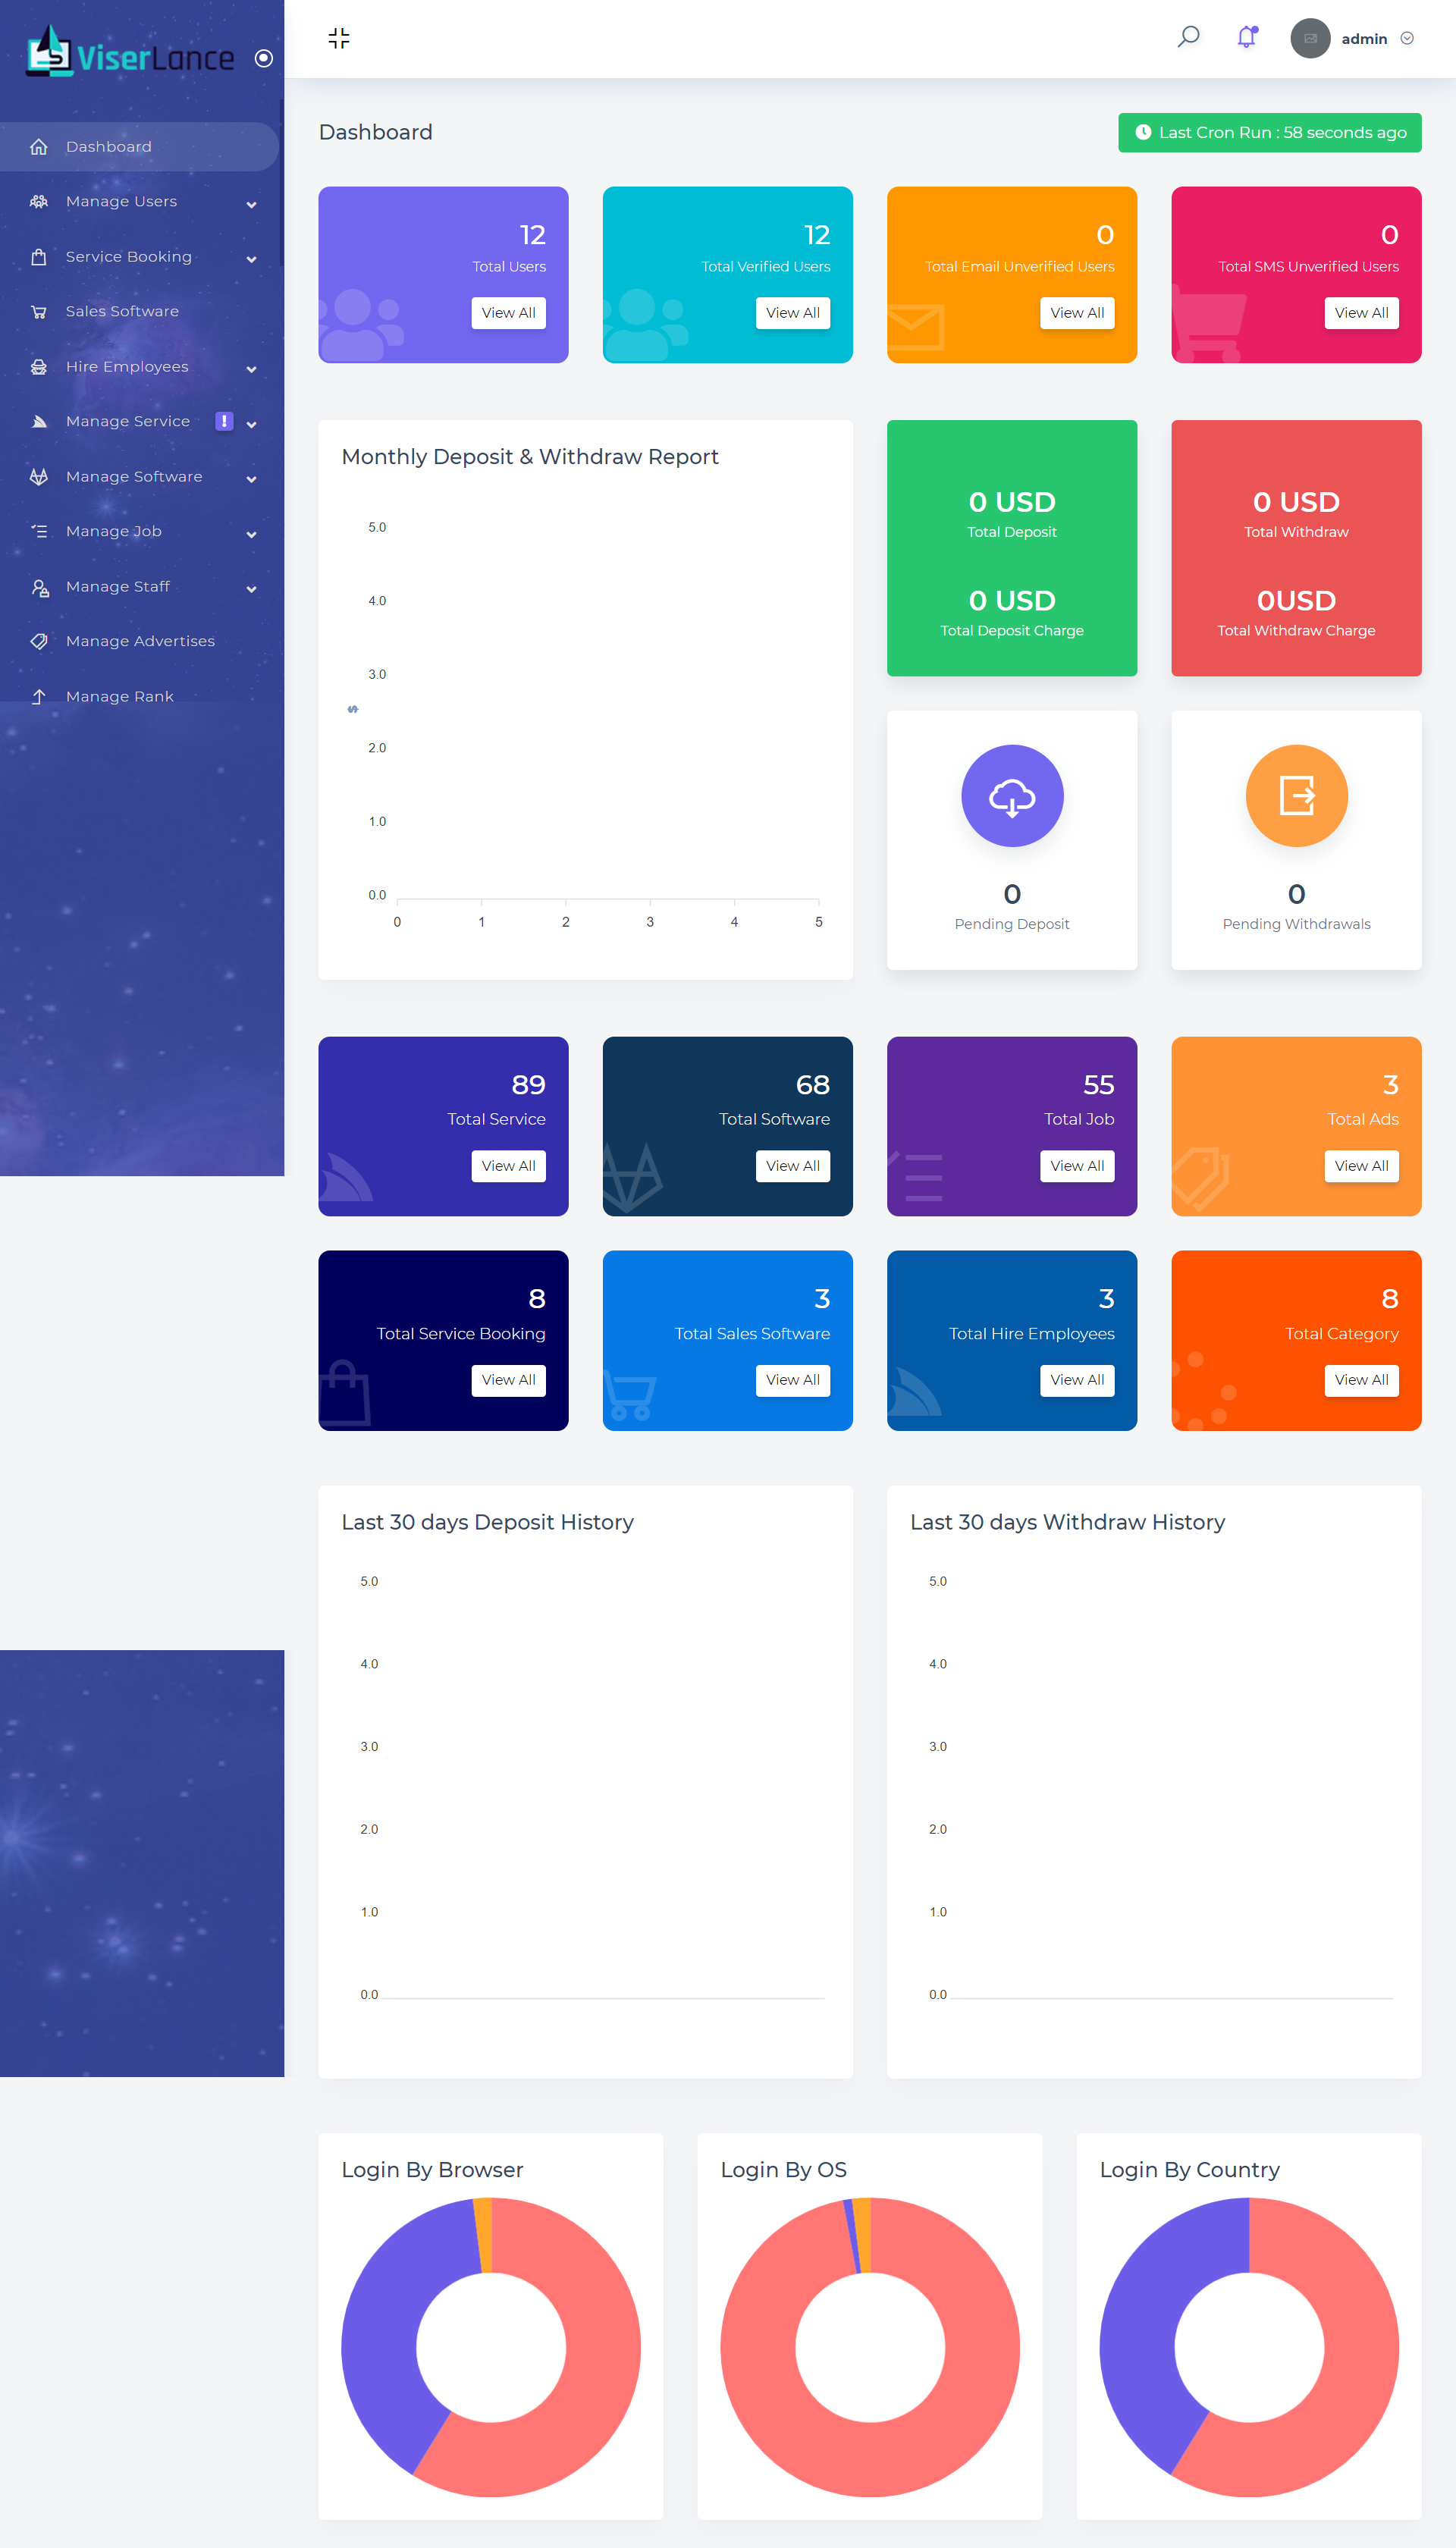 ViserLance
admin
Dashboard
Manage Users
Service Booking
Sales Software
Hire Employees
Manage Service
!
Manage Software
Manage Job
Manage Staff
Manage Advertises
Manage Rank
Dashboard
Last Cron Run : 58 seconds ago
12
Total Users
View All
12
Total Verified Users
View All
0
Total Email Unverified Users
View All
0
Total SMS Unverified Users
View All
Monthly Deposit & Withdraw Report
5.0
4.0
3.0
$
2.0
1.0
0.0
0 1 2 3 4 5
0 USD
Total Deposit
0 USD
Total Deposit Charge
0 USD
Total Withdraw
0USD
Total Withdraw Charge
0
Pending Deposit
0
Pending Withdrawals
89
Total Service
View All
68
Total Software
View All
55
Total Job
View All
3
Total Ads
View All
8
Total Service Booking
View All
3
Total Sales Software
View All
3
Total Hire Employees
View All
8
Total Category
View All
Last 30 days Deposit History
5.0
4.0
3.0
2.0
1.0
0.0
Last 30 days Withdraw History
5.0
4.0
3.0
2.0
1.0
0.0
Login By Browser
Login By OS
Login By Country